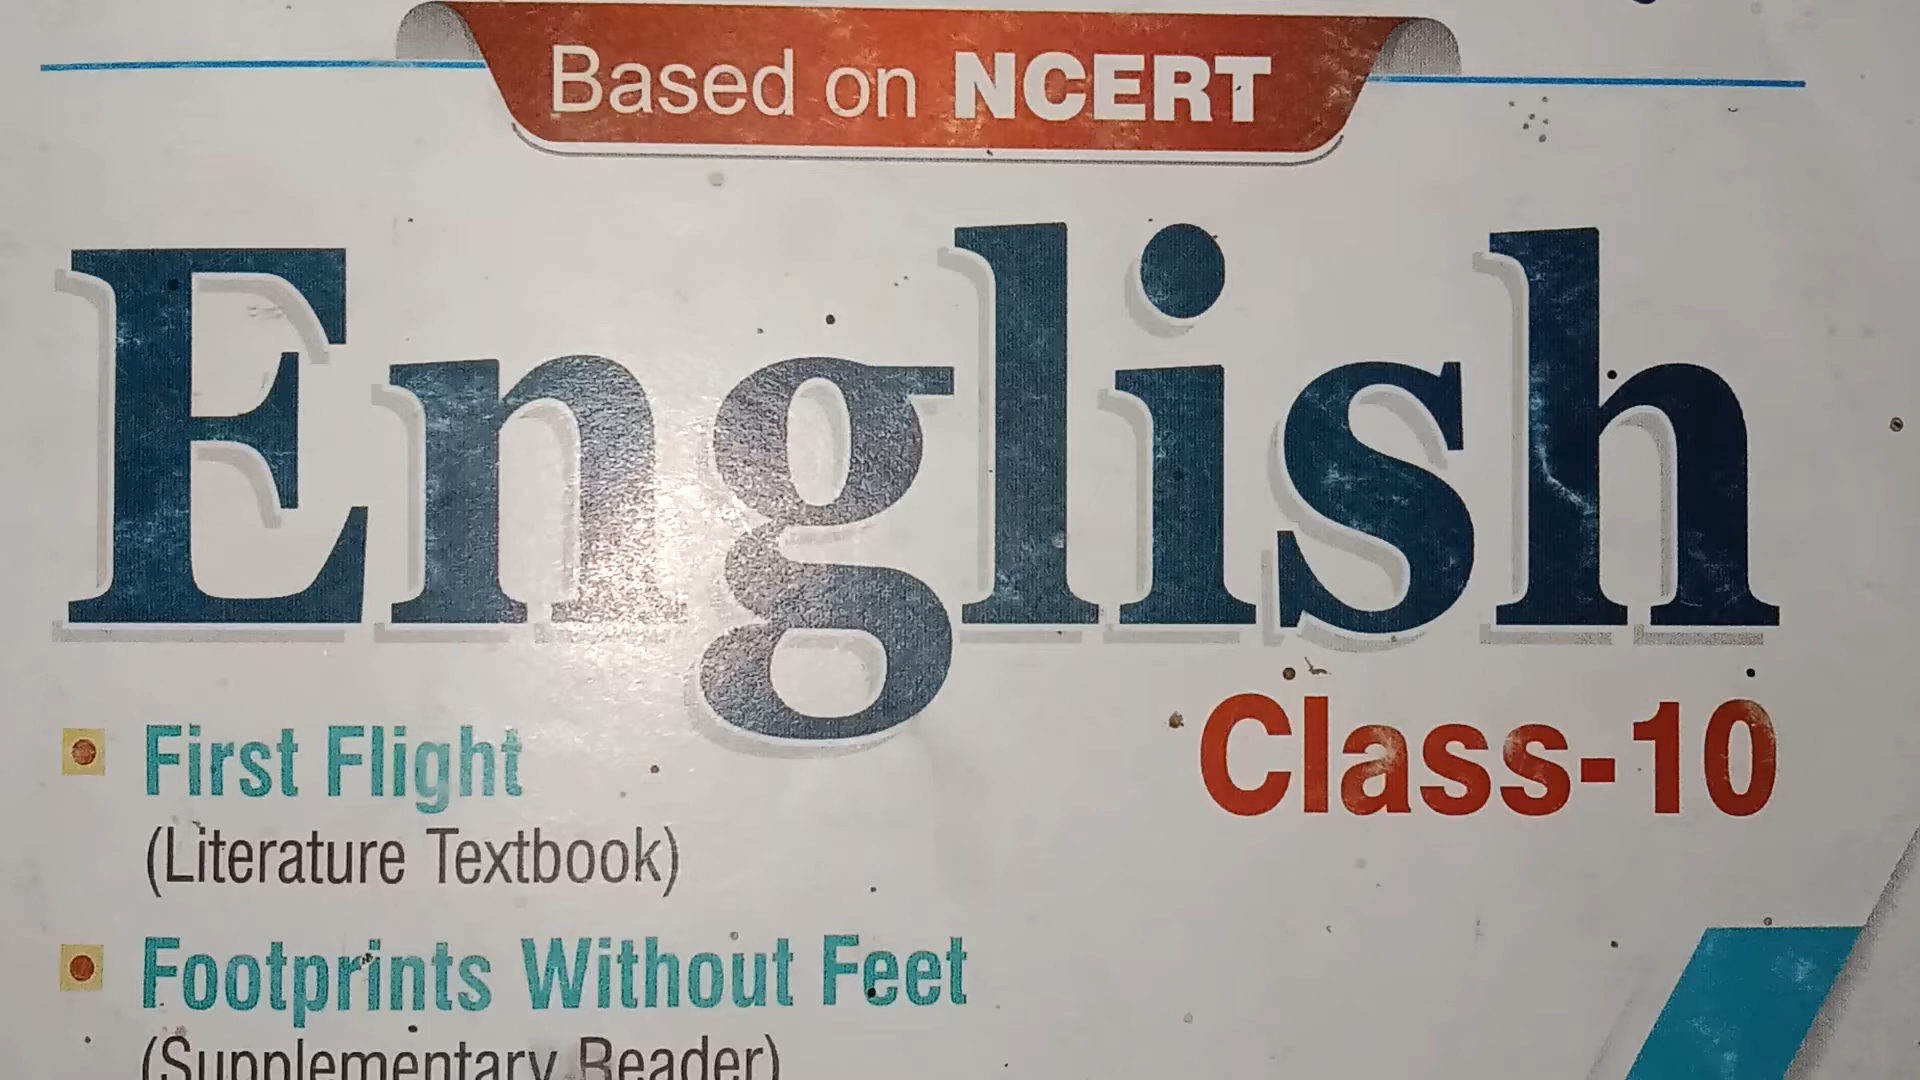 Based on NCERT
English
Class-10
First Flight
(Literature Textbook)
Footprints Without Feet
(Supplementary Reader)